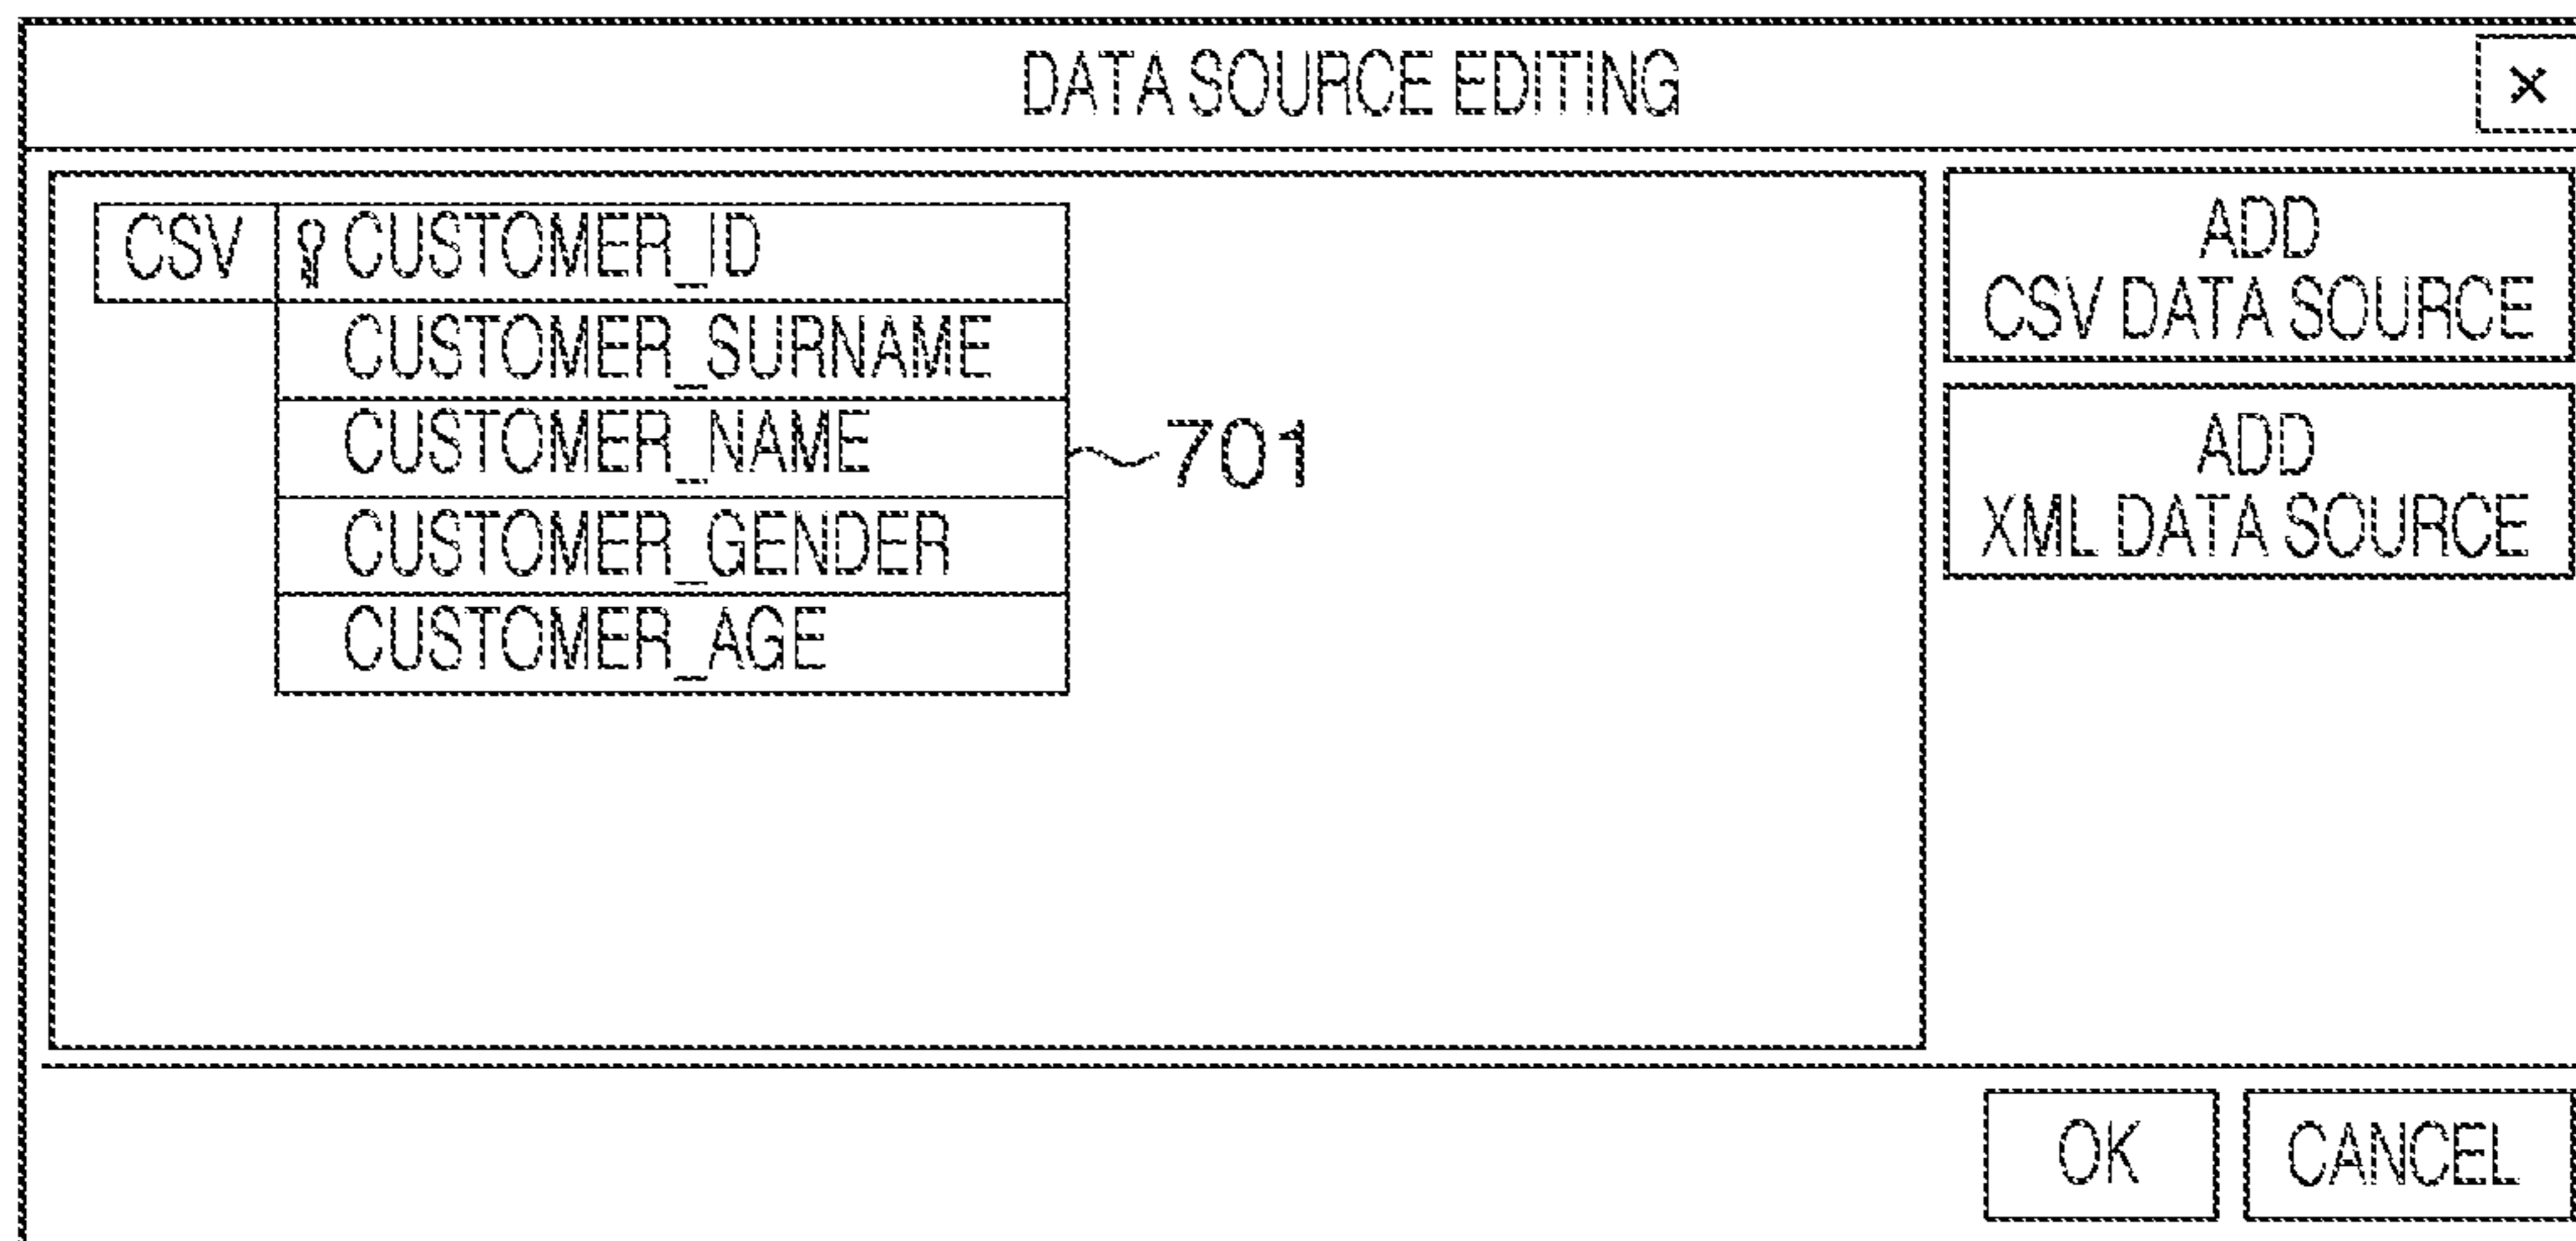 DATA SOURCE EDITING ×
CSV CUSTOMER_ID
CUSTOMER_SURNAME
CUSTOMER_NAME
CUSTOMER_GENDER
CUSTOMER_AGE
701
ADD
CSV DATA SOURCE
ADD
XML DATA SOURCE
OK CANCEL